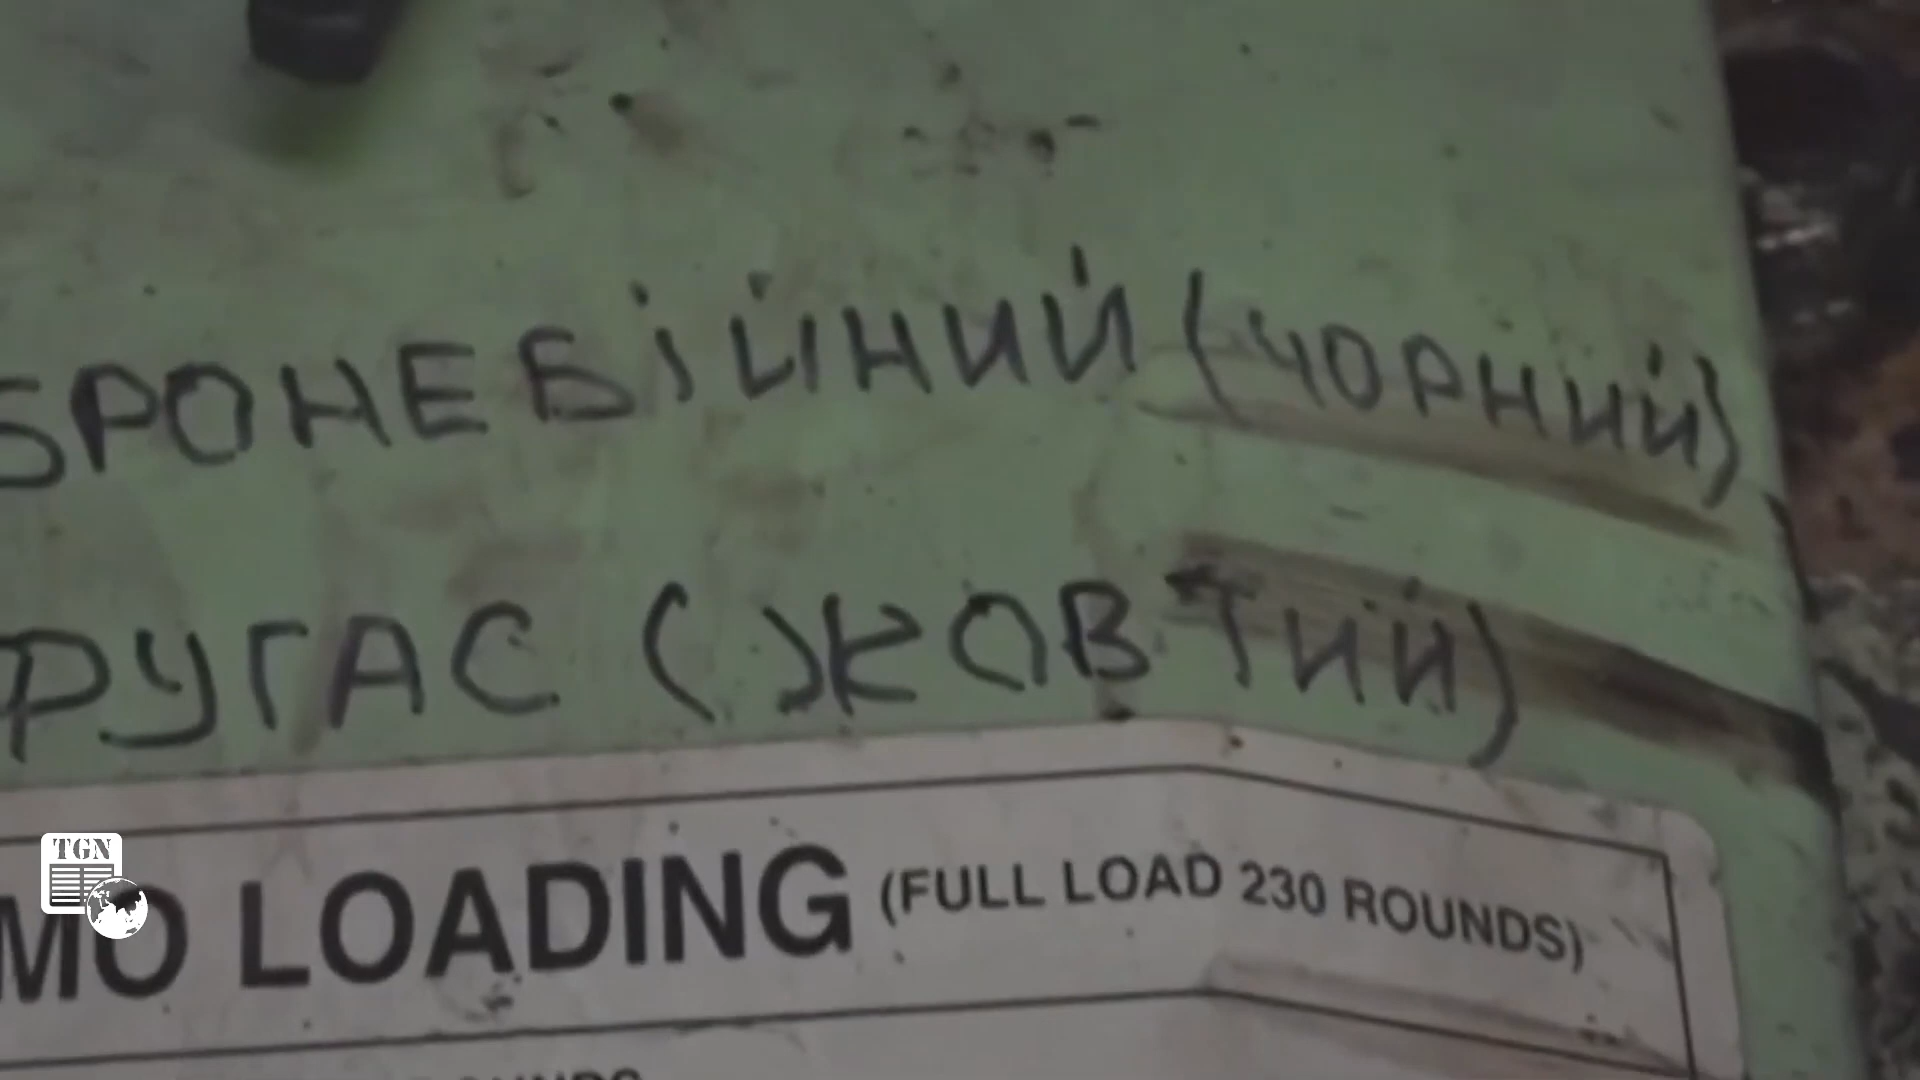 БРОНЕБІЙНИЙ (ЧОРНИЙ)
РУГАС (ЖОВТИЙ)
MO LOADING (FULL LOAD 230 ROUNDS)
TGN